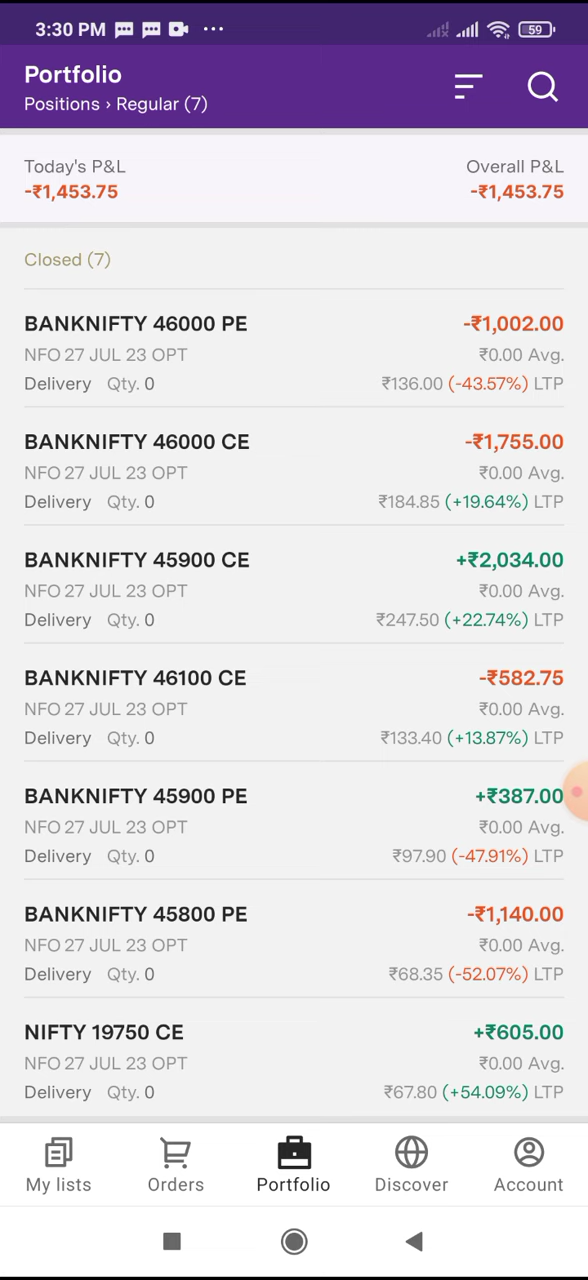 3:30 PM
59
Portfolio
Positions › Regular (7)
Today's P&L Overall P&L
-₹1,453.75 -₹1,453.75
Closed (7)
BANKNIFTY 46000 PE -₹1,002.00
NFO 27 JUL 23 OPT ₹0.00 Avg.
Delivery Qty. 0 ₹136.00 (-43.57%) LTP
BANKNIFTY 46000 CE -₹1,755.00
NFO 27 JUL 23 OPT ₹0.00 Avg.
Delivery Qty. 0 ₹184.85 (+19.64%) LTP
BANKNIFTY 45900 CE +₹2,034.00
NFO 27 JUL 23 OPT ₹0.00 Avg.
Delivery Qty. 0 ₹247.50 (+22.74%) LTP
BANKNIFTY 46100 CE -₹582.75
NFO 27 JUL 23 OPT ₹0.00 Avg.
Delivery Qty. 0 ₹133.40 (+13.87%) LTP
BANKNIFTY 45900 PE +₹387.00
NFO 27 JUL 23 OPT ₹0.00 Avg.
Delivery Qty. 0 ₹97.90 (-47.91%) LTP
BANKNIFTY 45800 PE -₹1,140.00
NFO 27 JUL 23 OPT ₹0.00 Avg.
Delivery Qty. 0 ₹68.35 (-52.07%) LTP
NIFTY 19750 CE +₹605.00
NFO 27 JUL 23 OPT ₹0.00 Avg.
Delivery Qty. 0 ₹67.80 (+54.09%) LTP
My lists Orders Portfolio Discover Account